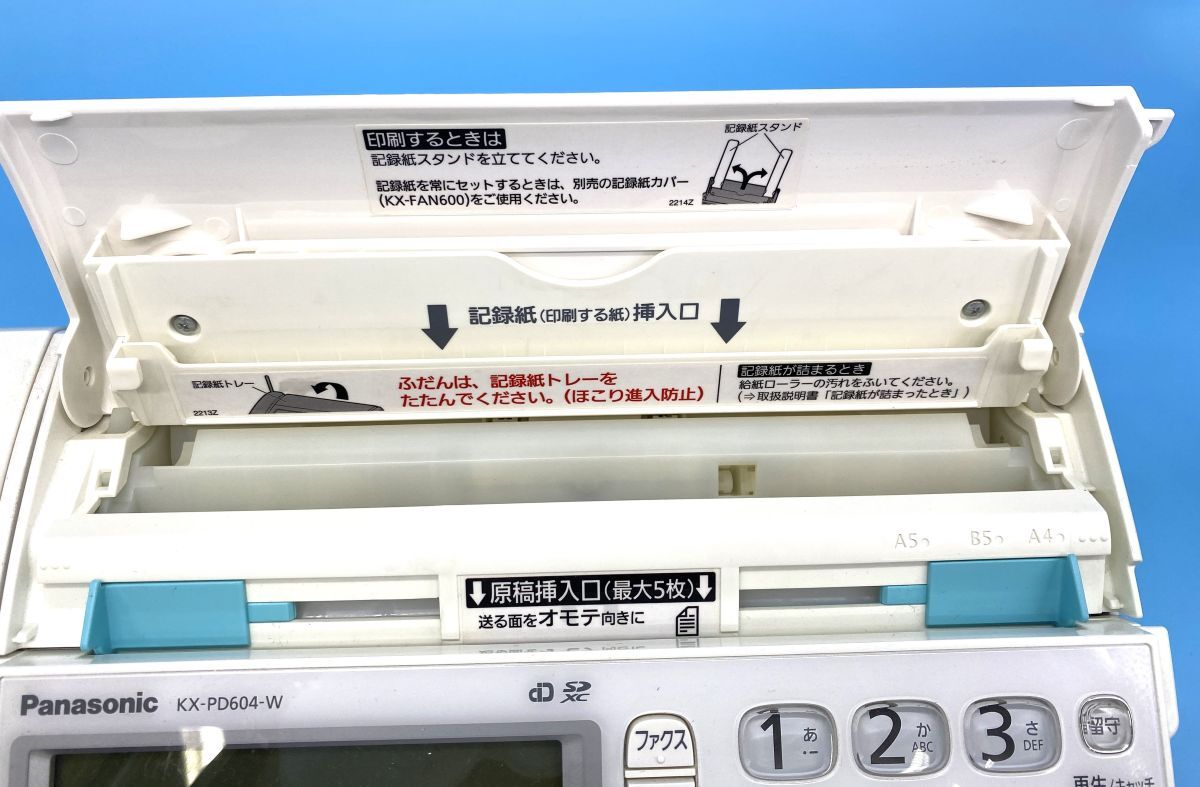 印刷するときは
記録紙スタンドを立ててください。
記録紙を常にセットするときは、別売の記録紙カバー
(KX-FAN600)をご使用ください。
記録紙スタンド
2214Z
記録紙(印刷する紙)挿入口
記録紙トレー
2213Z
ふだんは、記録紙トレーを
たたんでください。(ほこり進入防止)
記録紙が詰まるとき
給紙ローラーの汚れをふいてください。
(⇒取扱説明書「記録紙が詰まったとき」)
A5 B5 A4
原稿挿入口(最大5枚)
送る面をオモテ向きに
Panasonic KX-PD604-W
SD XC
ファクス
1 あ .-
2 か ABC
3 さ DEF
留守
再生/キャッチ